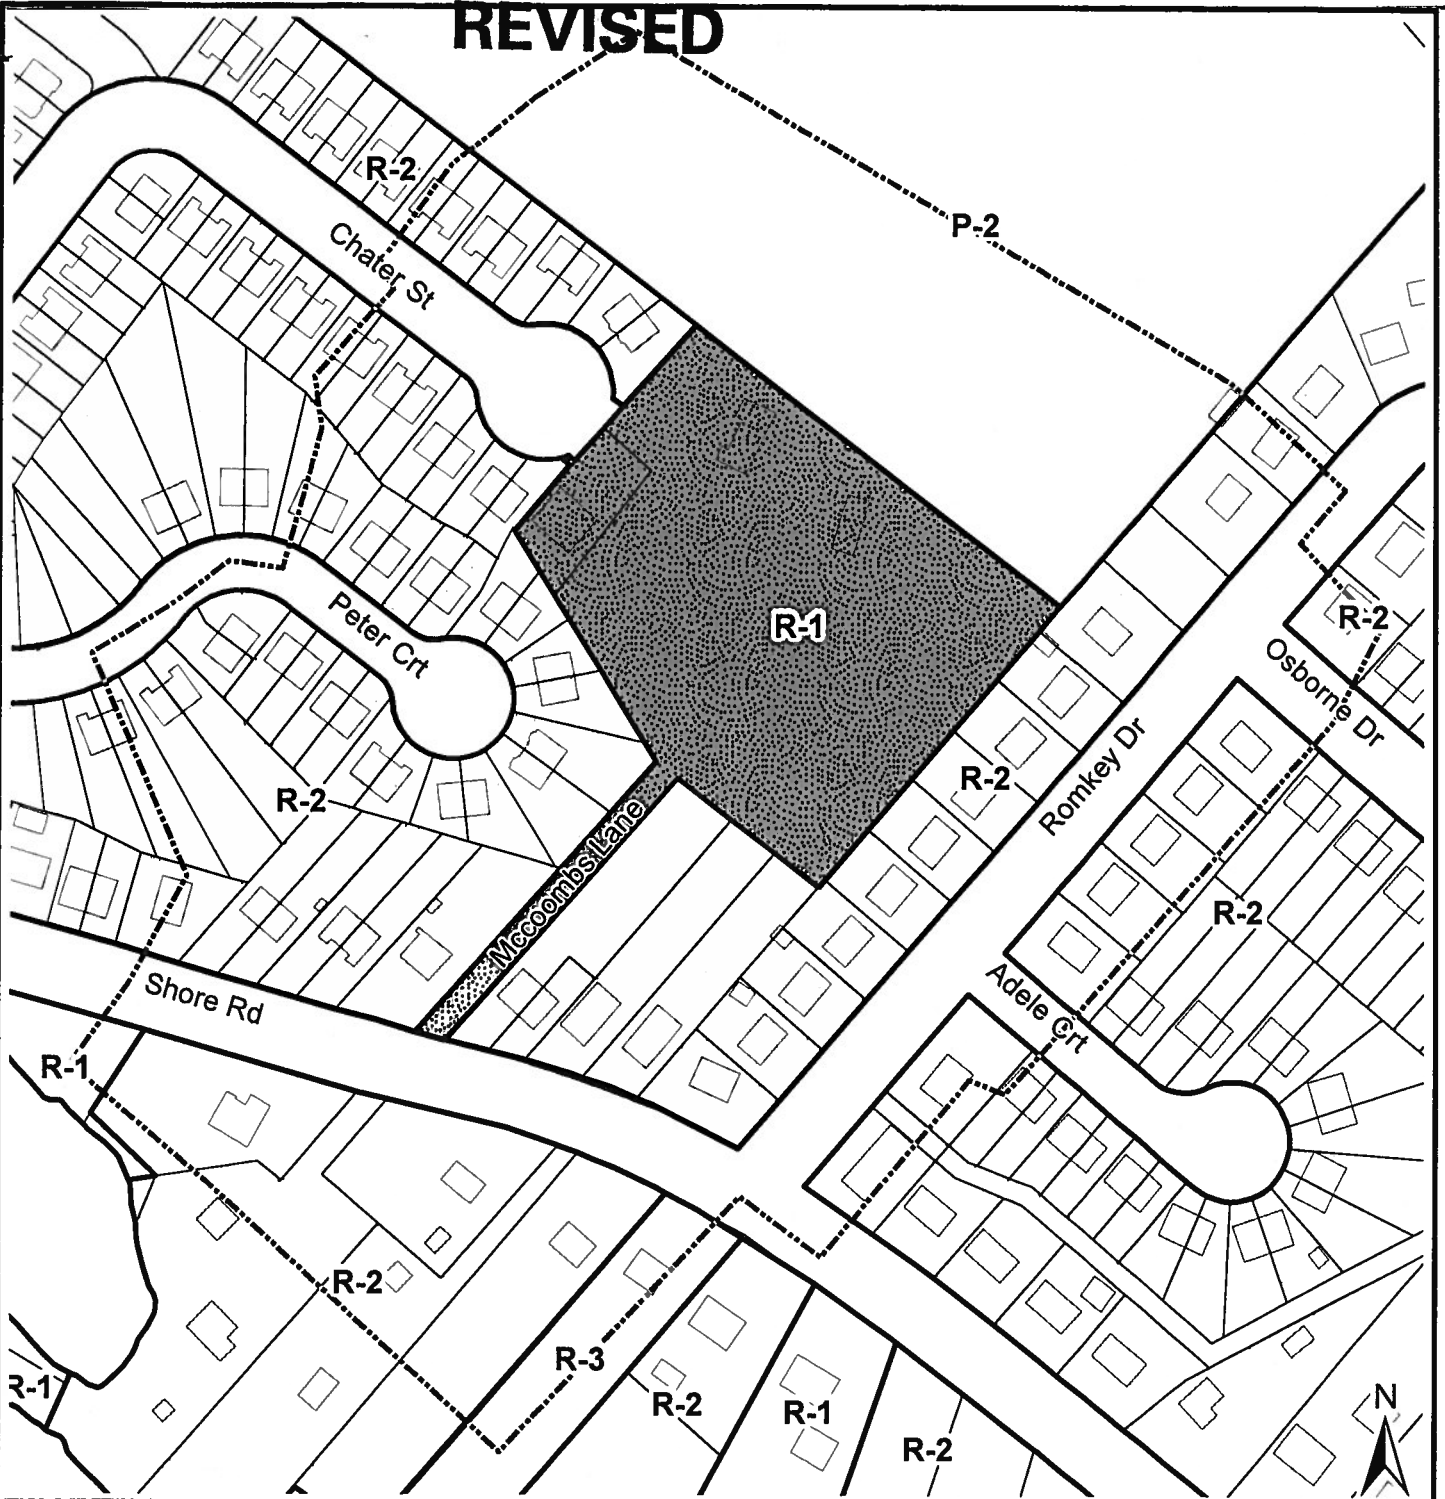 REVISED
R-2
P-2
Chater St
R-1
R-2
Osborne Dr
Peter Crt
R-2
R-2
Romkey Dr
Mccoombs Lane
R-2
Shore Rd
Adele Crt
R-1
R-2
R-3
R-1
R-2
R-1
R-2
N